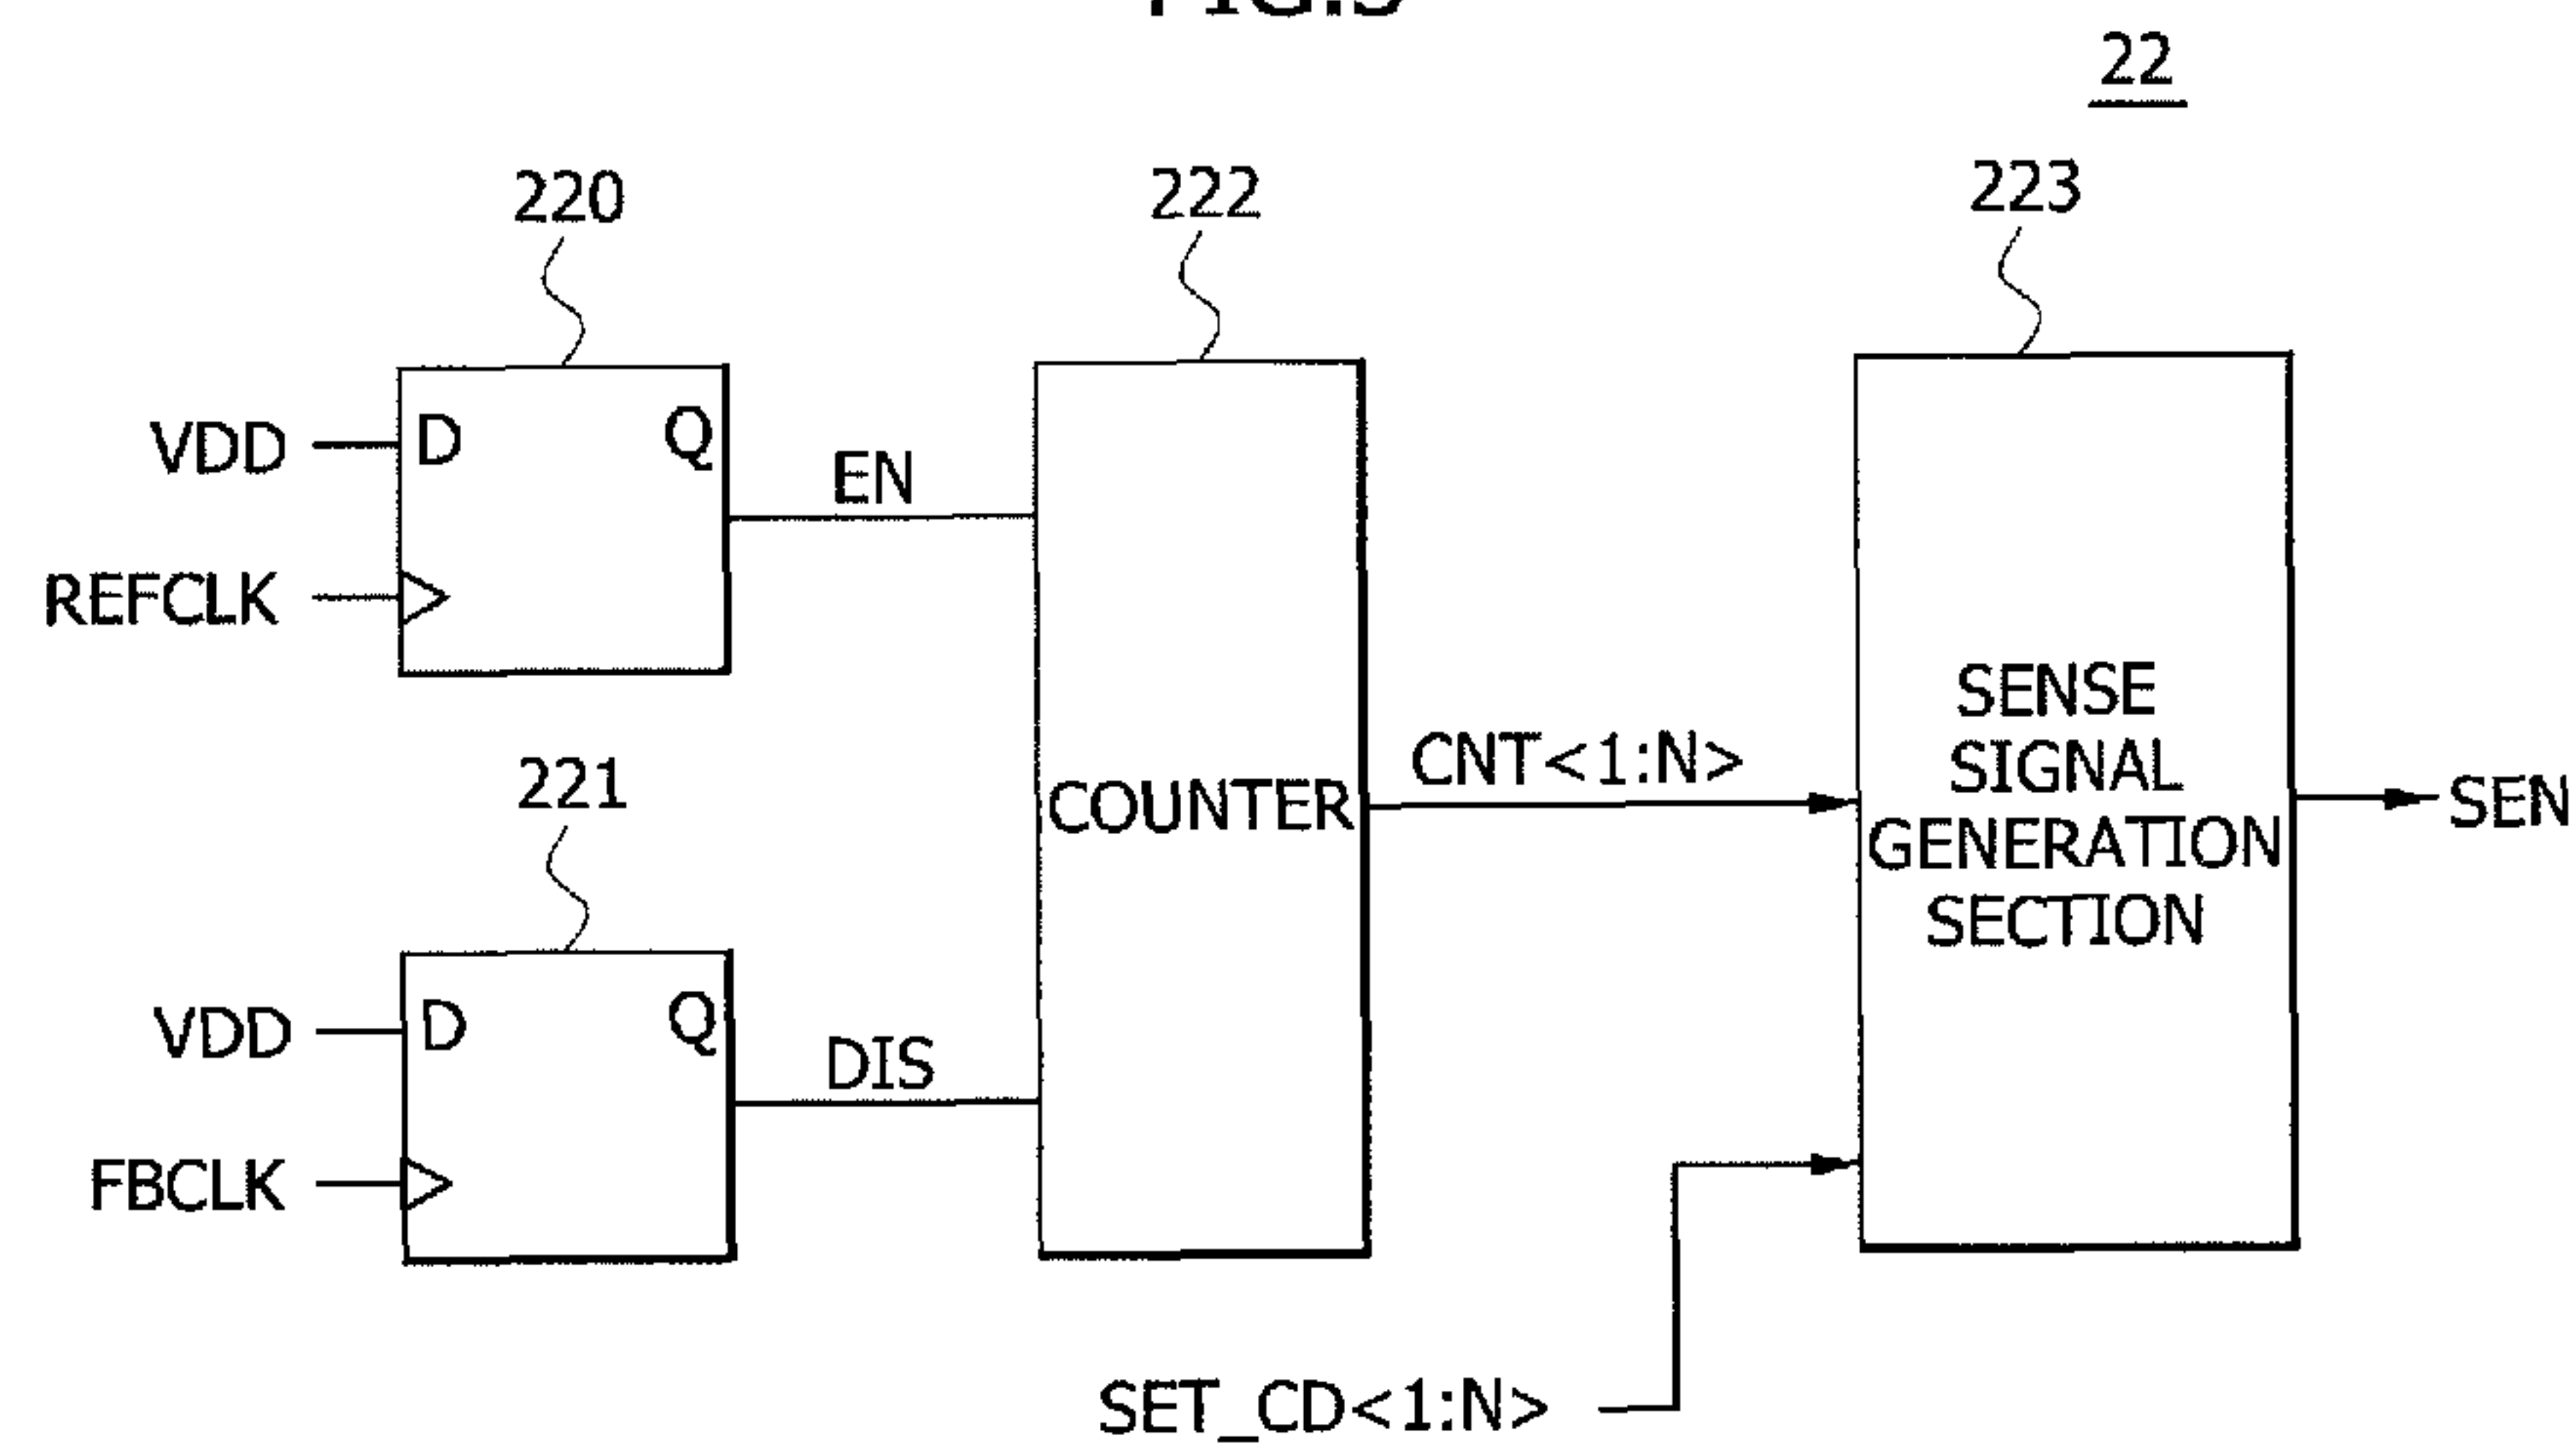 22
220
222
223
VDD
D
Q
EN
REFCLK
SENSE
SIGNAL
GENERATION
SECTION
CNT<1:N>
COUNTER
SEN
221
VDD
D
Q
DIS
FBCLK
SET_CD<1:N>